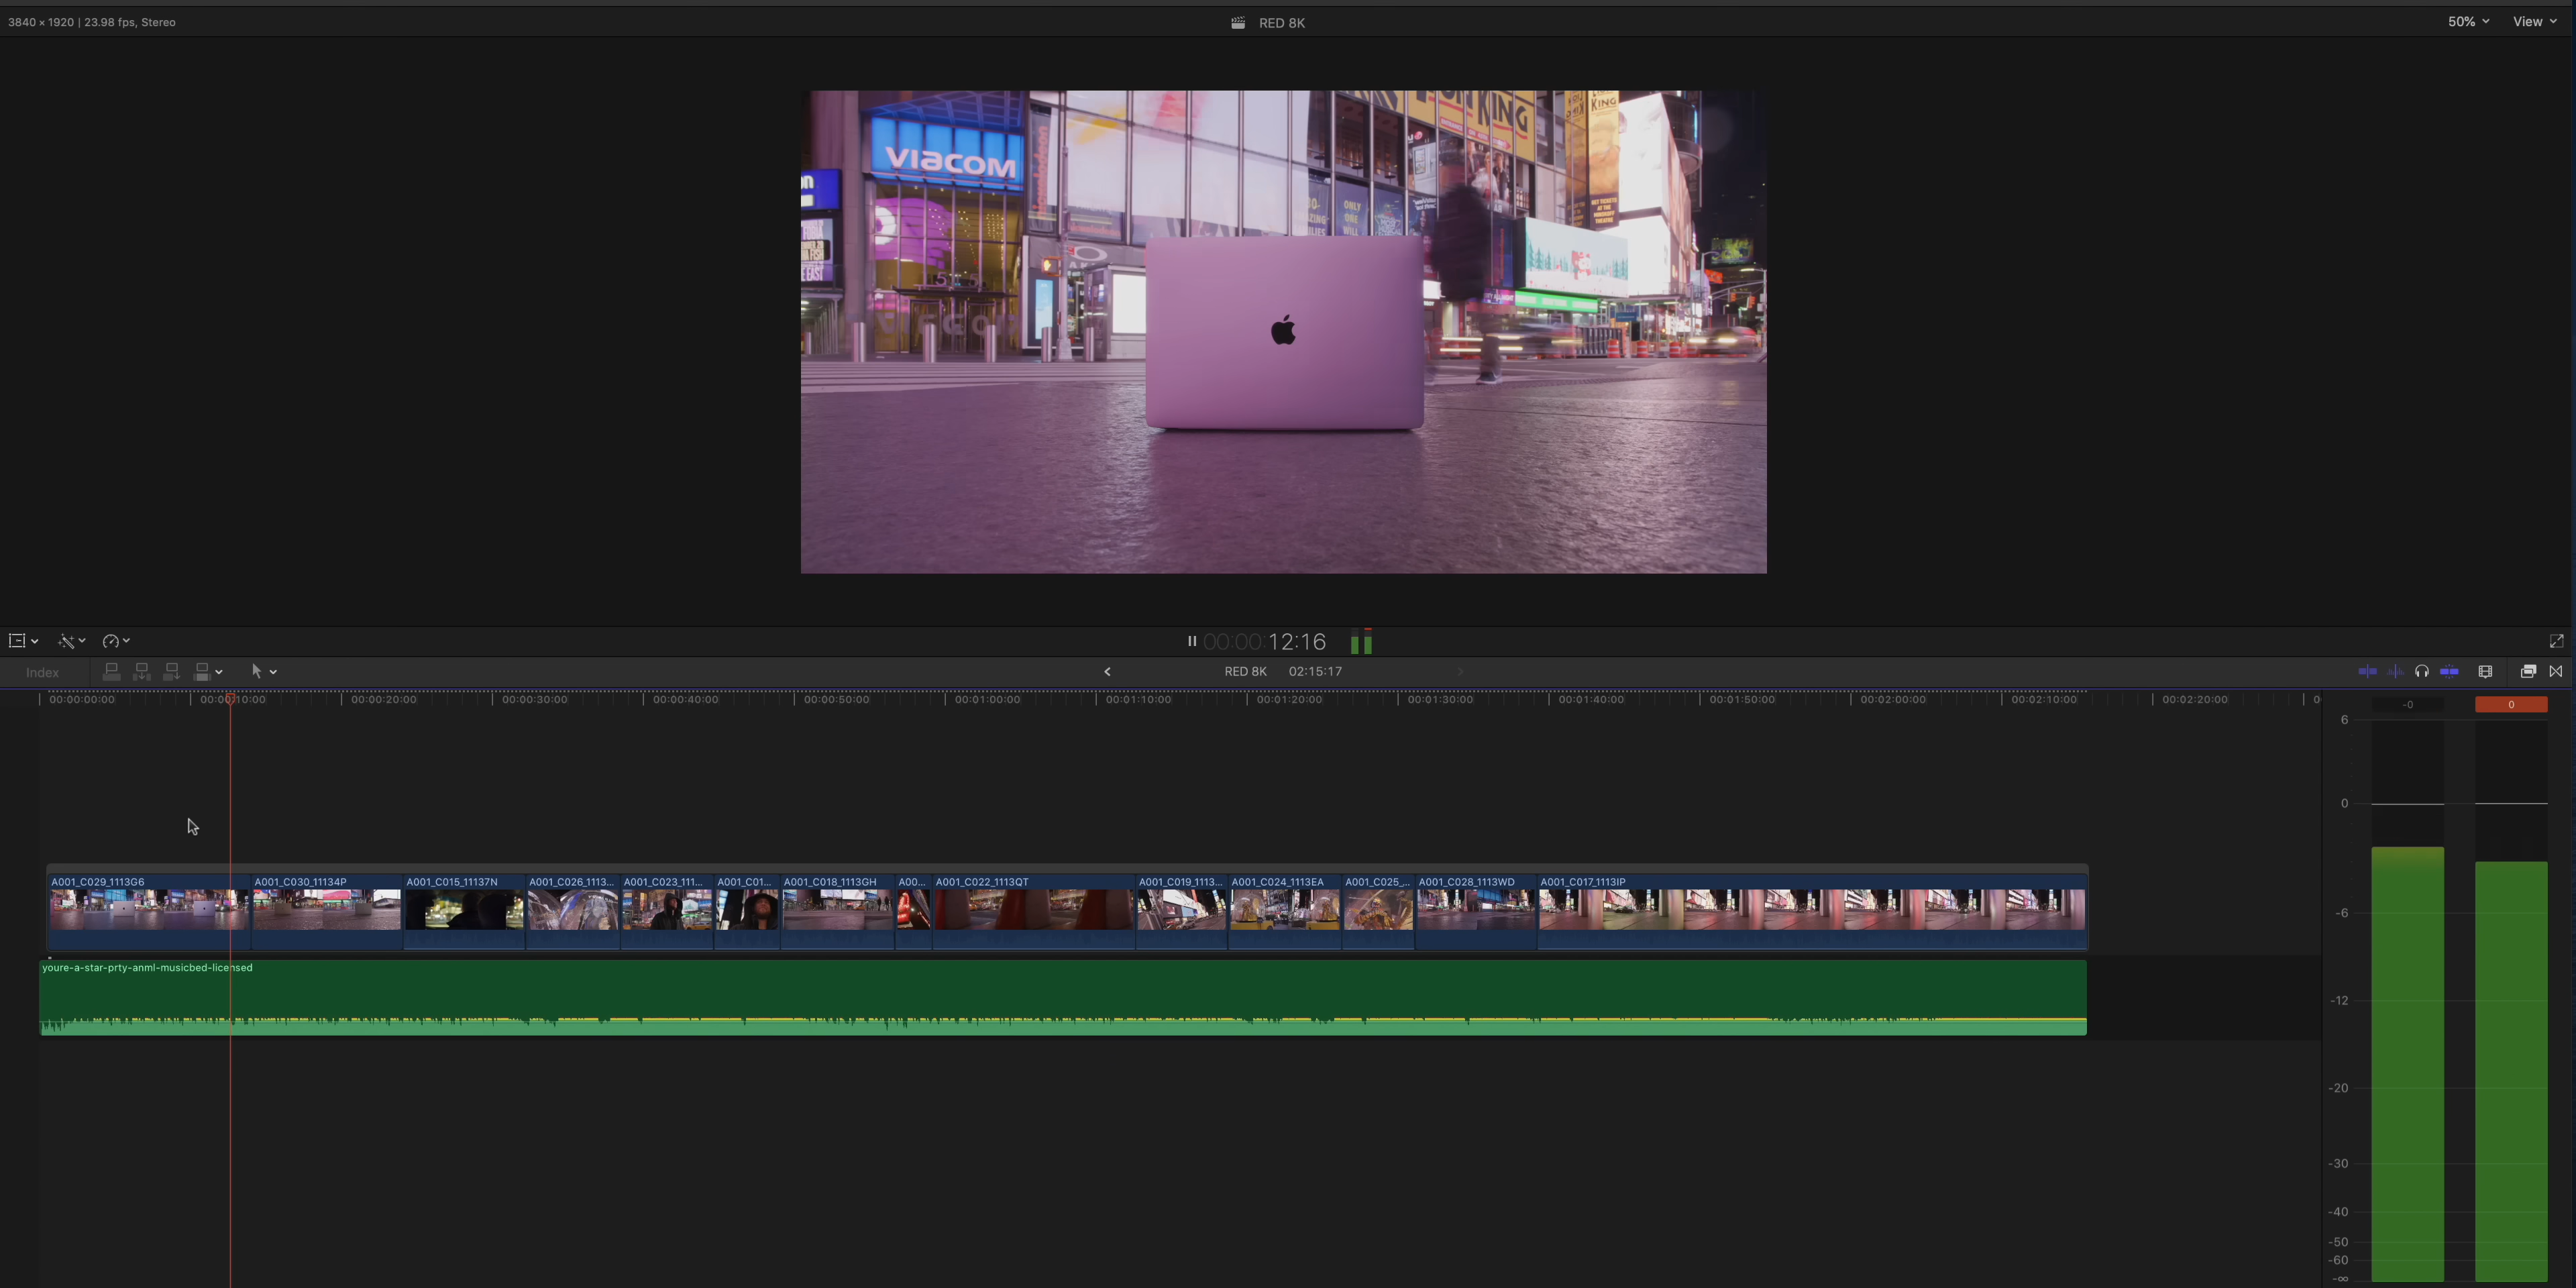 3840 × 1920 | 23.98 fps, Stereo
RED 8K
50%
View
VIACOM
KING
KING
ONLY
ONE
WILL
00:00:12:16
Index
RED 8K
02:15:17
00:00:00:00
00:00:10:00
00:00:20:00
00:00:30:00
00:00:40:00
00:00:50:00
00:01:00:00
00:01:10:00
00:01:20:00
00:01:30:00
00:01:40:00
00:01:50:00
00:02:00:00
00:02:10:00
00:02:20:00
0
-0
0
A001_C029_1113G6
A001_C030_11134P
A001_C015_11137N
A001_C026_1113...
A001_C023_111...
A001_C01...
A001_C018_1113GH
A00...
A001_C022_1113QT
A001_C019_1113...
A001_C024_1113EA
A001_C025_...
A001_C028_1113WD
A001_C017_1113IP
youre-a-star-prty-anml-musicbed-licensed
6
0
-6
-12
-20
-30
-40
-50
-60
-∞